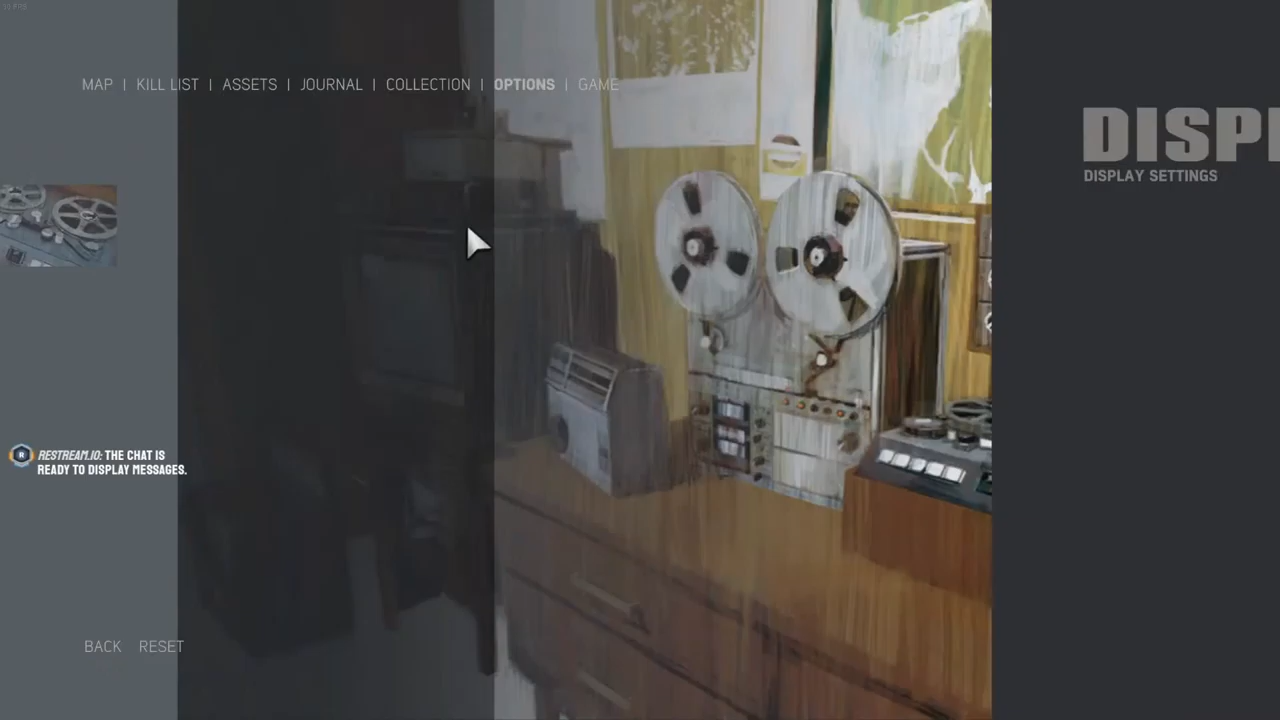 MAP | KILL LIST | ASSETS | JOURNAL | COLLECTION | OPTIONS | GAME
DISPL
DISPLAY SETTINGS
RESTREAM.IO: THE CHAT IS
READY TO DISPLAY MESSAGES.
BACK RESET